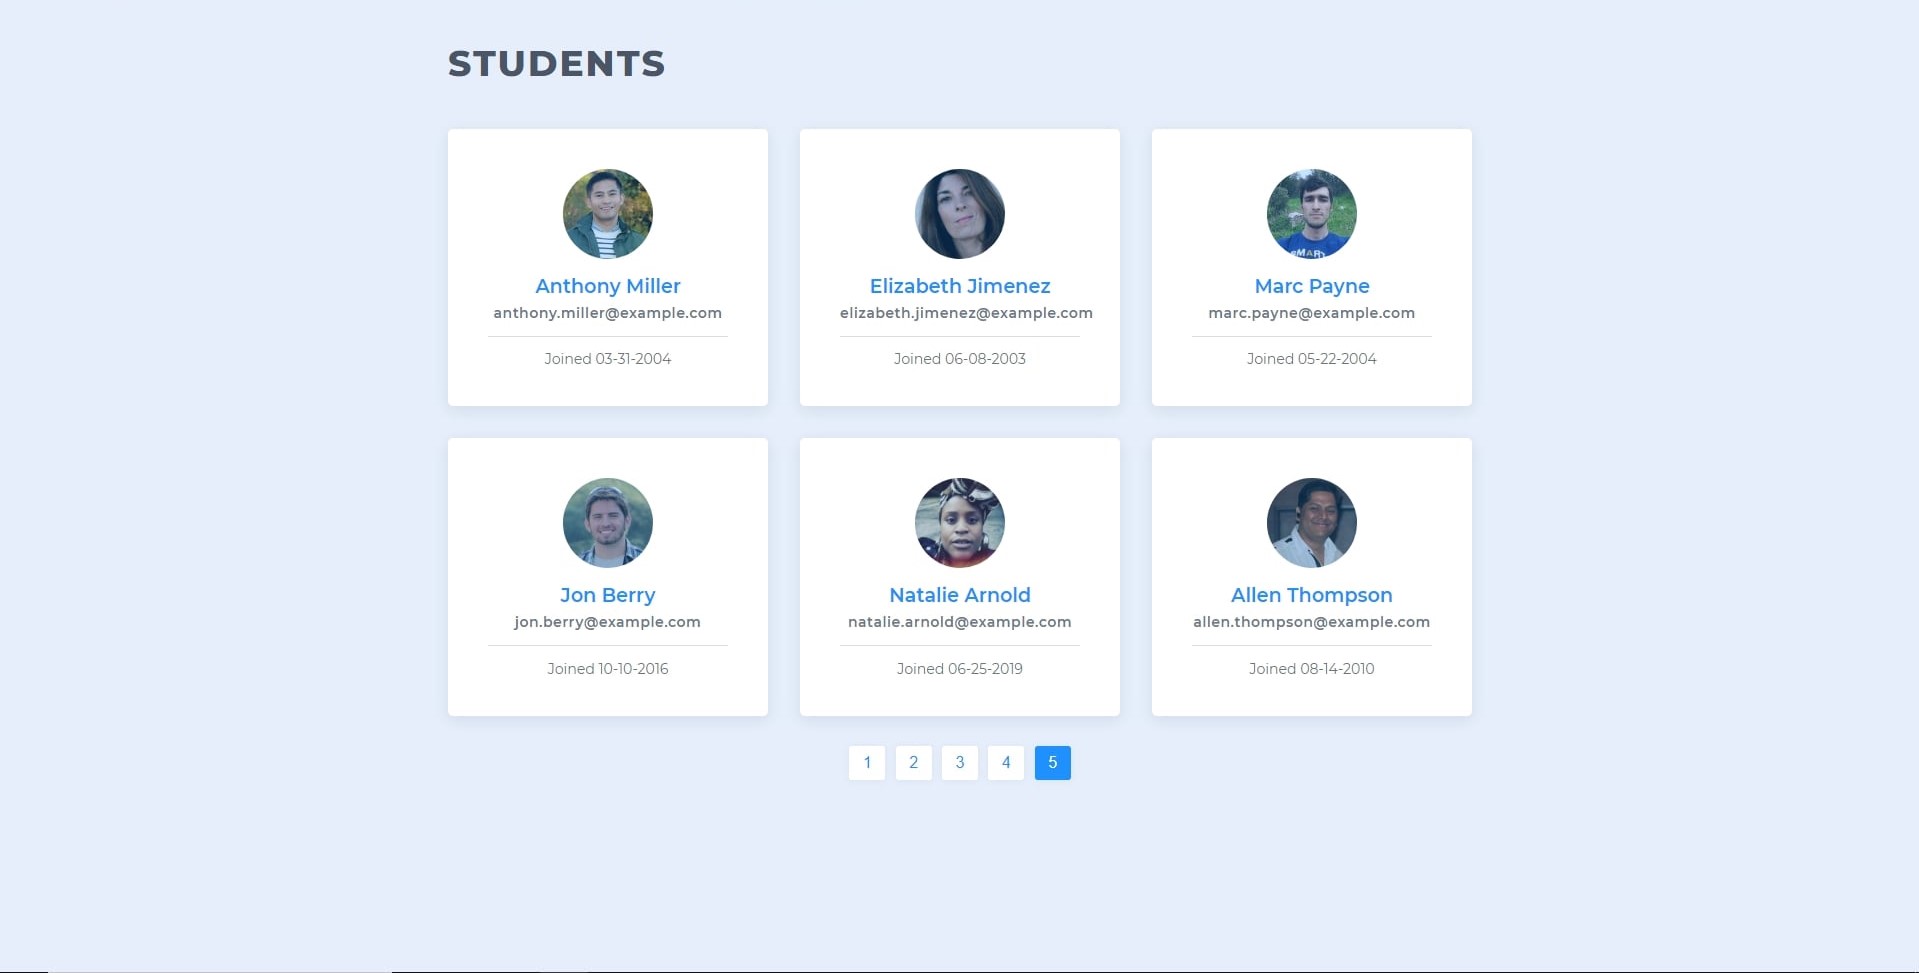 STUDENTS
Anthony Miller
anthony.miller@example.com
Joined 03-31-2004
Elizabeth Jimenez
elizabeth.jimenez@example.com
Joined 06-08-2003
Marc Payne
marc.payne@example.com
Joined 05-22-2004
Jon Berry
jon.berry@example.com
Joined 10-10-2016
Natalie Arnold
natalie.arnold@example.com
Joined 06-25-2019
Allen Thompson
allen.thompson@example.com
Joined 08-14-2010
1 2 3 4 5